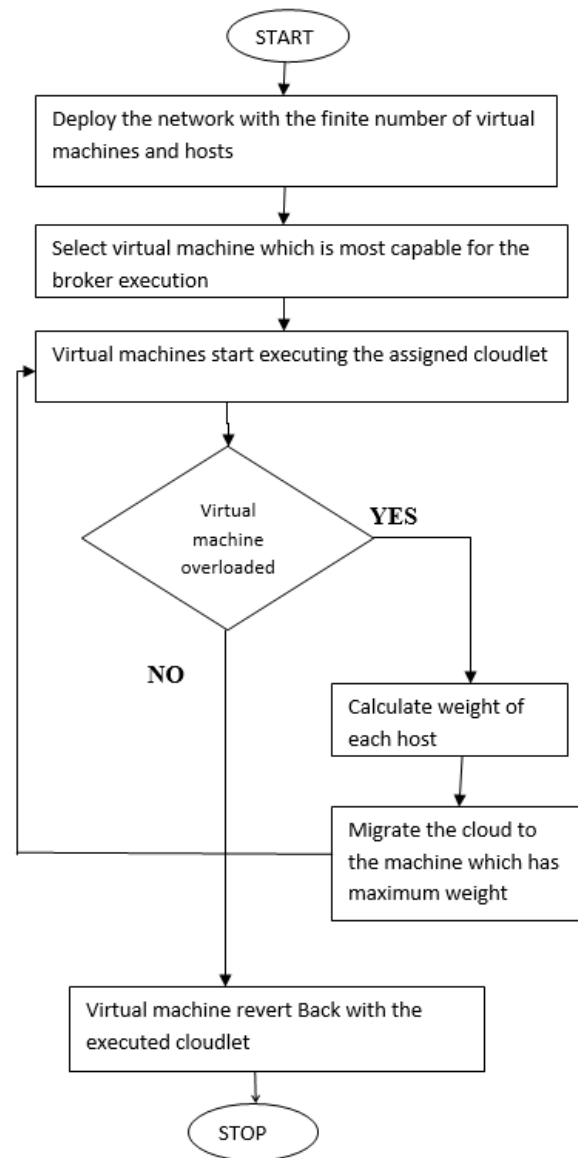 START
Deploy the network with the finite number of virtual
machines and hosts
Select virtual machine which is most capable for the
broker execution
Virtual machines start executing the assigned cloudlet
Virtual
machine
overloaded
YES
NO
Calculate weight of
each host
Migrate the cloud to
the machine which has
maximum weight
Virtual machine revert Back with the
executed cloudlet
STOP